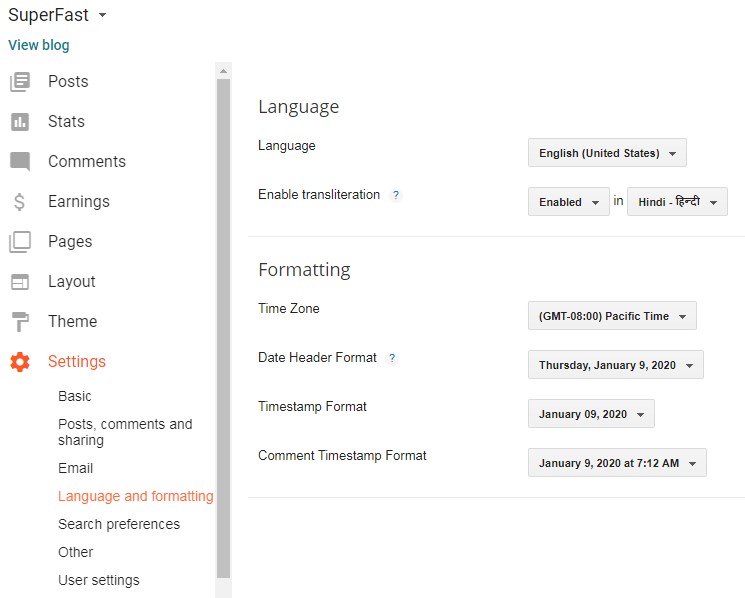 SuperFast
View blog
Posts
Stats
Comments
Earnings
Pages
Layout
Theme
Settings
Basic
Posts, comments and
sharing
Email
Language and formatting
Search preferences
Other
User settings
Language
Language English (United States)
Enable transliteration ? Enabled in Hindi - हिन्दी
Formatting
Time Zone (GMT-08:00) Pacific Time
Date Header Format ? Thursday, January 9, 2020
Timestamp Format January 09, 2020
Comment Timestamp Format January 9, 2020 at 7:12 AM